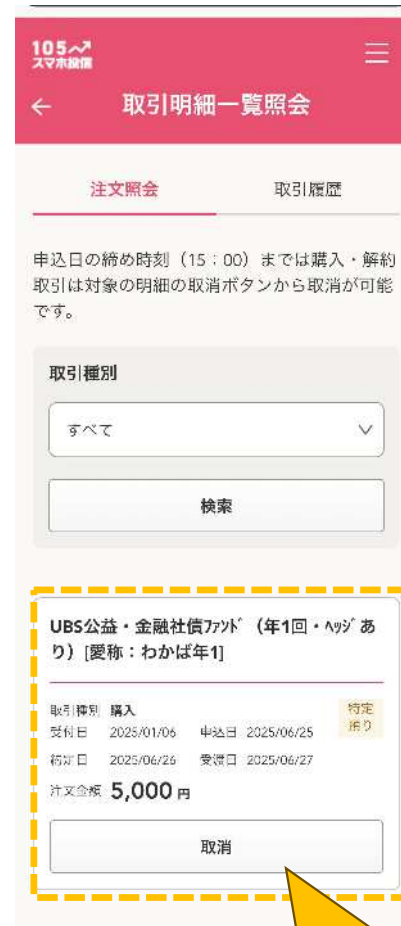 105
スマホ投信
取引明細一覧照会
注文照会 取引履歴
申込日の締め時刻（15：00）までは購入・解約
取引は対象の明細の取消ボタンから取消が可能
です。
取引種別
すべて
検索
UBS公益・金融社債ﾌｧﾝﾄﾞ（年1回・ﾍｯｼﾞあ
り）[愛称：わかば年1]
取引種別 購入 特定
受付日 2025/01/06 申込日 2025/06/25 預り
約定日 2025/06/26 受渡日 2025/06/27
注文金額 5,000 円
取消